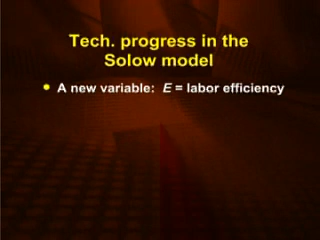 Tech. progress in the
Solow model
• A new variable: E = labor efficiency